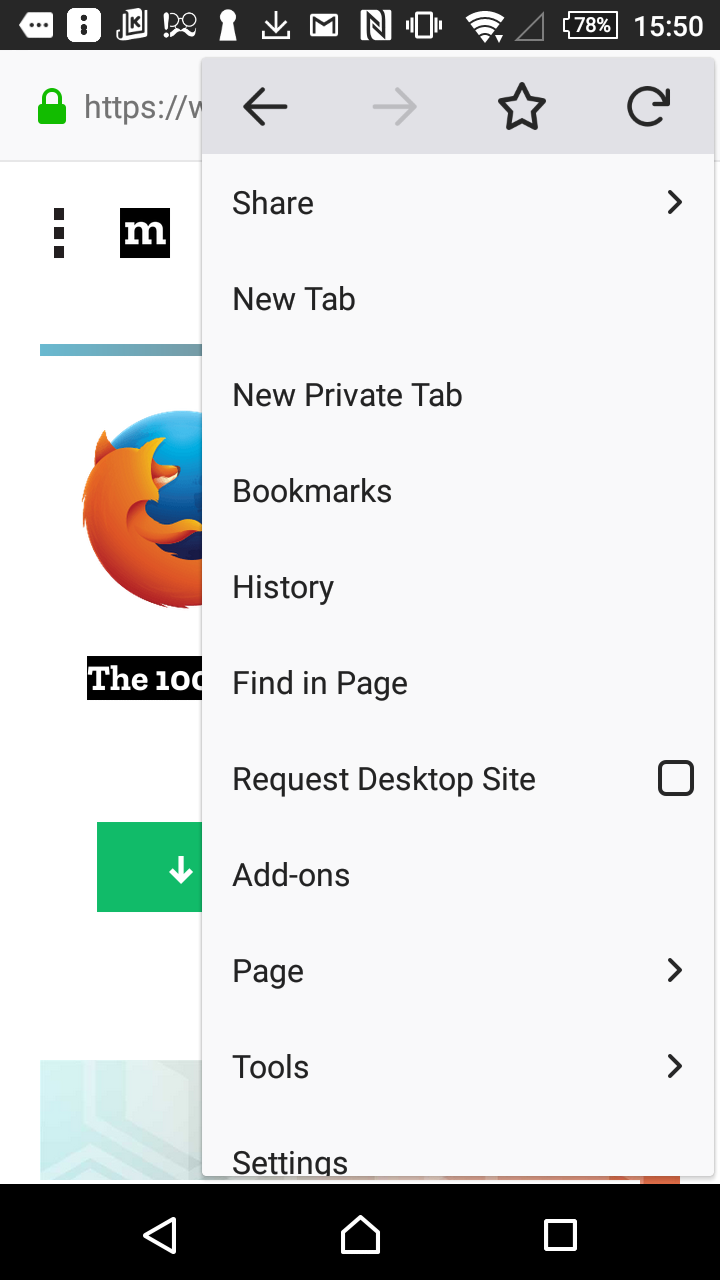 78% 15:50
https://w
m
Share
New Tab
New Private Tab
Bookmarks
History
Find in Page
The 100
Request Desktop Site
Add-ons
Page
Tools
Settings